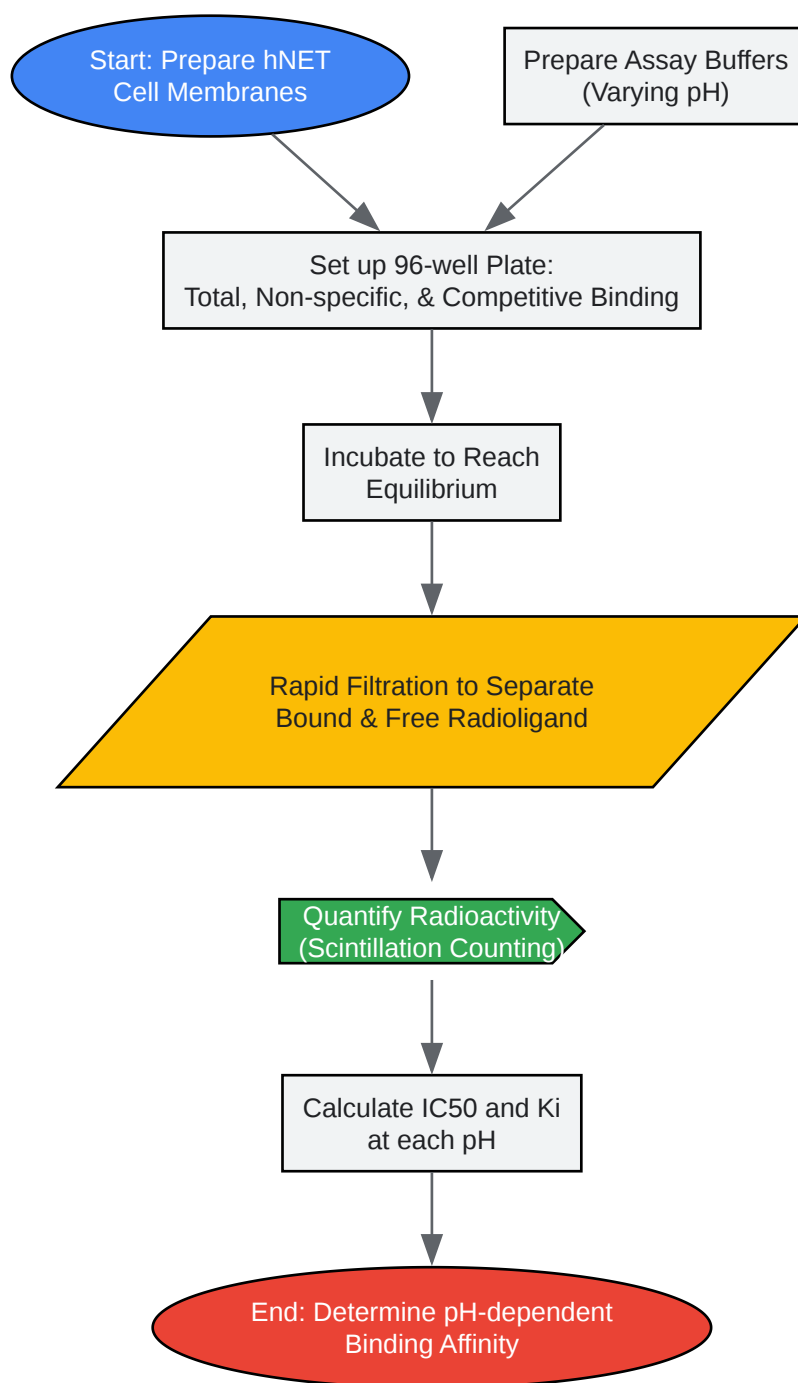 Start: Prepare hNET
Cell Membranes
Prepare Assay Buffers
(Varying pH)
Set up 96-well Plate:
Total, Non-specific, & Competitive Binding
Incubate to Reach
Equilibrium
Rapid Filtration to Separate
Bound & Free Radioligand
Quantify Radioactivity
(Scintillation Counting)
Calculate IC50 and Ki
at each pH
End: Determine pH-dependent
Binding Affinity